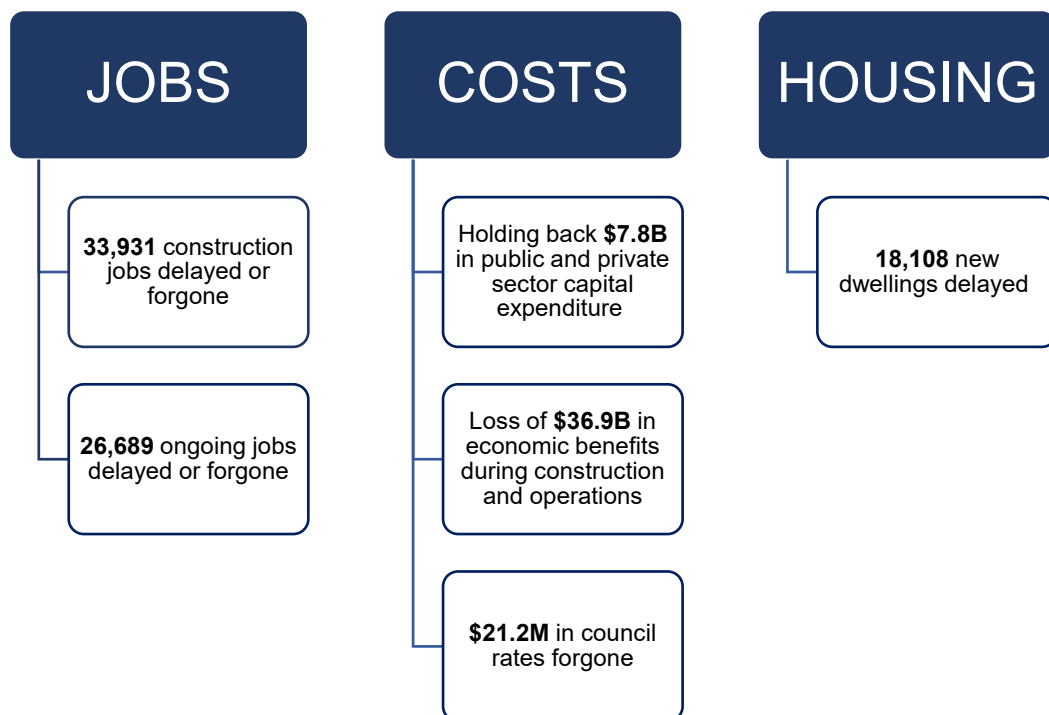 JOBS
33,931 construction
jobs delayed or
forgone
26,689 ongoing jobs
delayed or forgone
COSTS
Holding back $7.8B
in public and private
sector capital
expenditure
Loss of $36.9B in
economic benefits
during construction
and operations
$21.2M in council
rates forgone
HOUSING
18,108 new
dwellings delayed